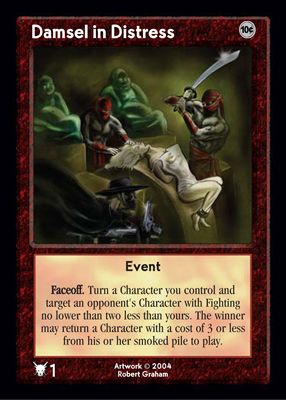 Damsel in Distress
10¢
Event
Faceoff. Turn a Character you control and
target an opponent's Character with Fighting
no lower than two less than yours. The winner
may return a Character with a cost of 3 or less
from his or her smoked pile to play.
1
Artwork © 2004
Robert Graham